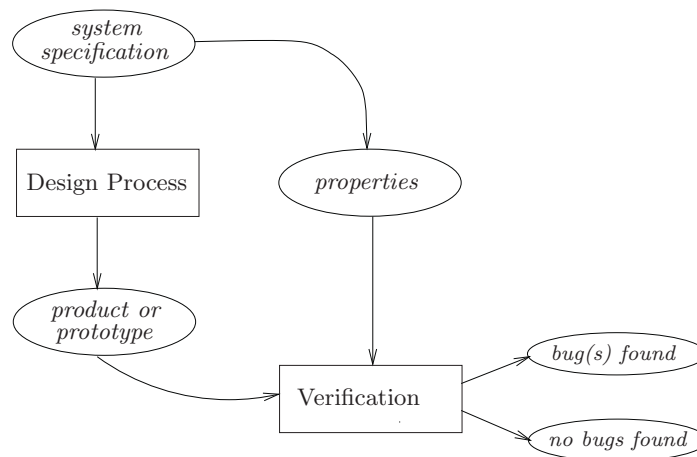 system
specification
Design Process
properties
product or
prototype
bug(s) found
Verification
no bugs found